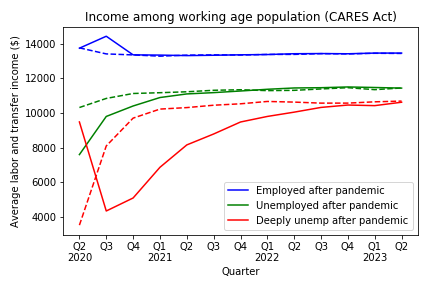 Income among working age population (CARES Act)
Average labor and transfer income ($)
14000
12000
10000
8000
6000
4000
Employed after pandemic
Unemployed after pandemic
Deeply unemp after pandemic
Q2 Q3 Q4 Q1 Q2 Q3 Q4 Q1 Q2 Q3 Q4 Q1 Q2
2020 2021 2022 2023
Quarter